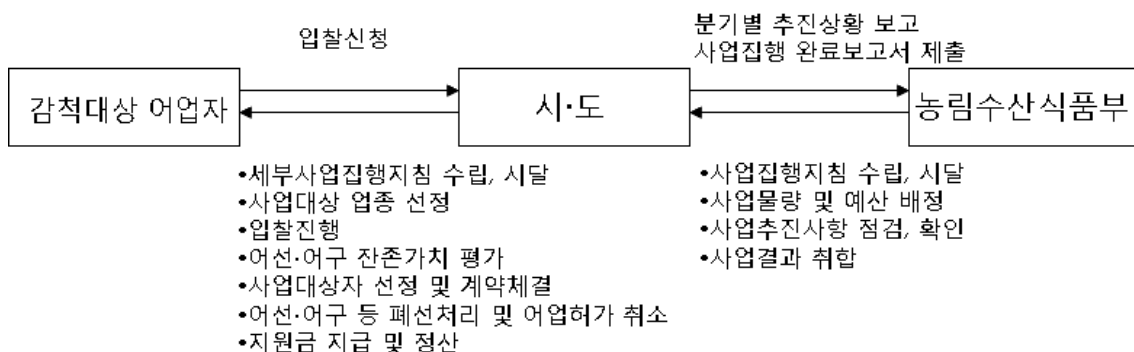 입찰신청
분기별 추진상황 보고
사업집행 완료보고서 제출
감척대상 어업자
시·도
농림수산식품부
•세부사업집행지침 수립, 시달
•사업대상 업종 선정
•입찰진행
•어선·어구 잔존가치 평가
•사업대상자 선정 및 계약체결
•어선·어구 등 폐선처리 및 어업허가 취소
•지원금 지급 및 정산
•사업집행지침 수립, 시달
•사업물량 및 예산 배정
•사업추진사항 점검, 확인
•사업결과 취합